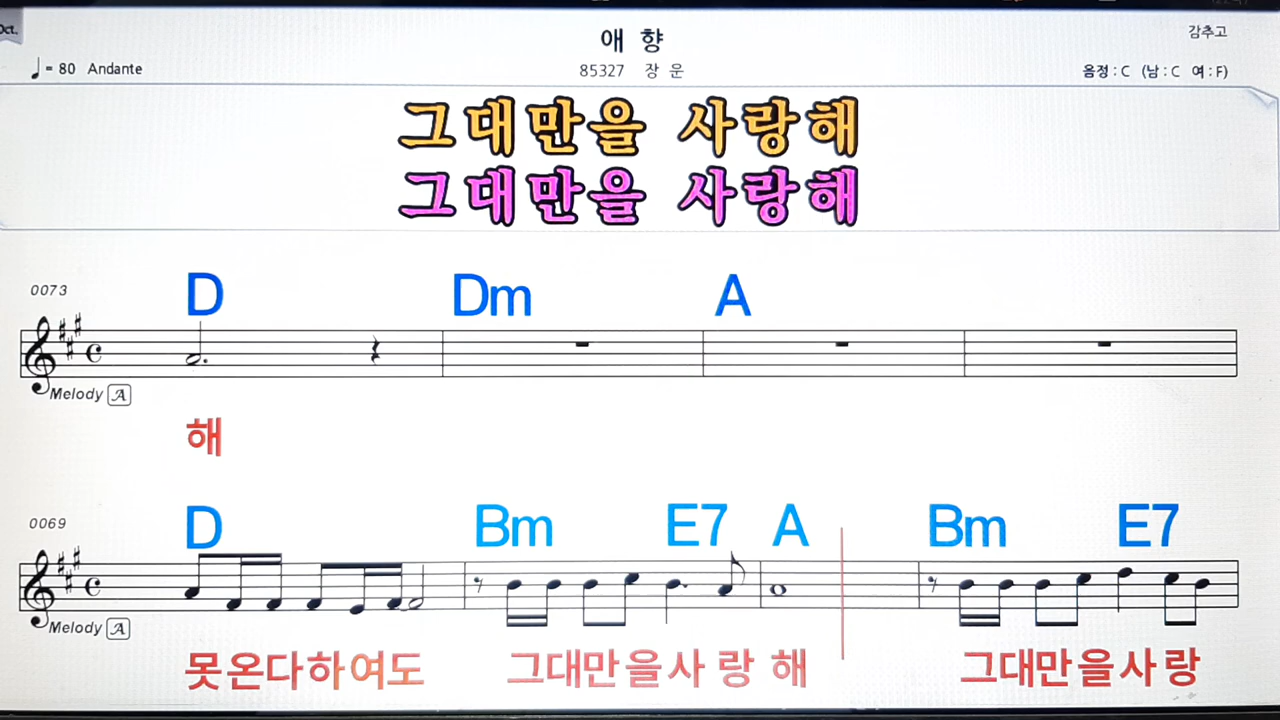 Oct.
애 향
감추고
♩= 80 Andante
85327 장 운
음정 : C (남 : C 여 : F)
그대만을 사랑해
그대만을 사랑해
0073
D Dm A
Melody A
해
0069
D Bm E7 A Bm E7
Melody A
못온다하여도 그대만을사랑해 그대만을사랑